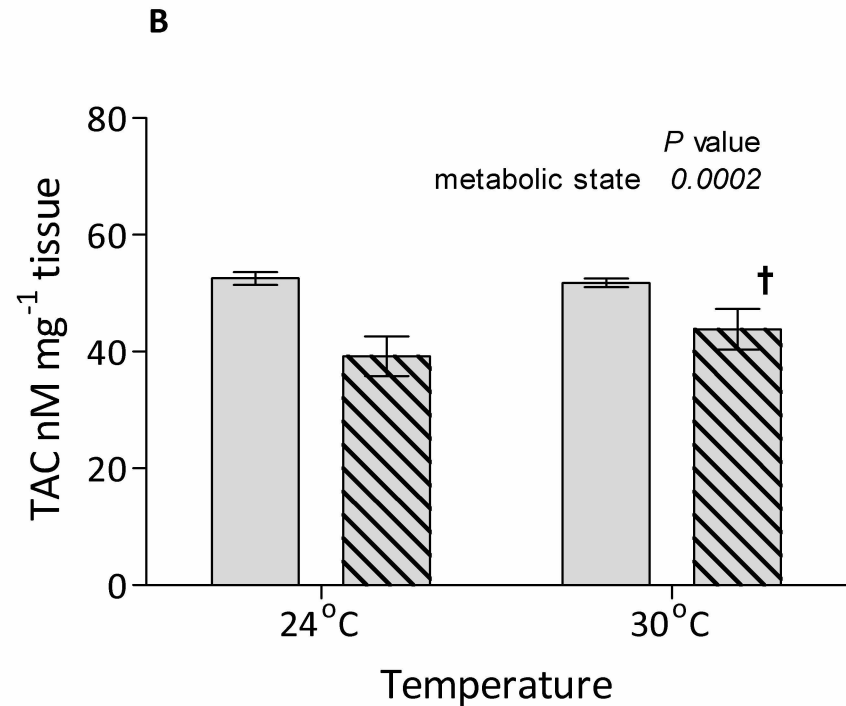 B
80
60
40
20
0
TAC nM mg⁻¹ tissue
P value
metabolic state 0.0002
†
24°C
30°C
Temperature